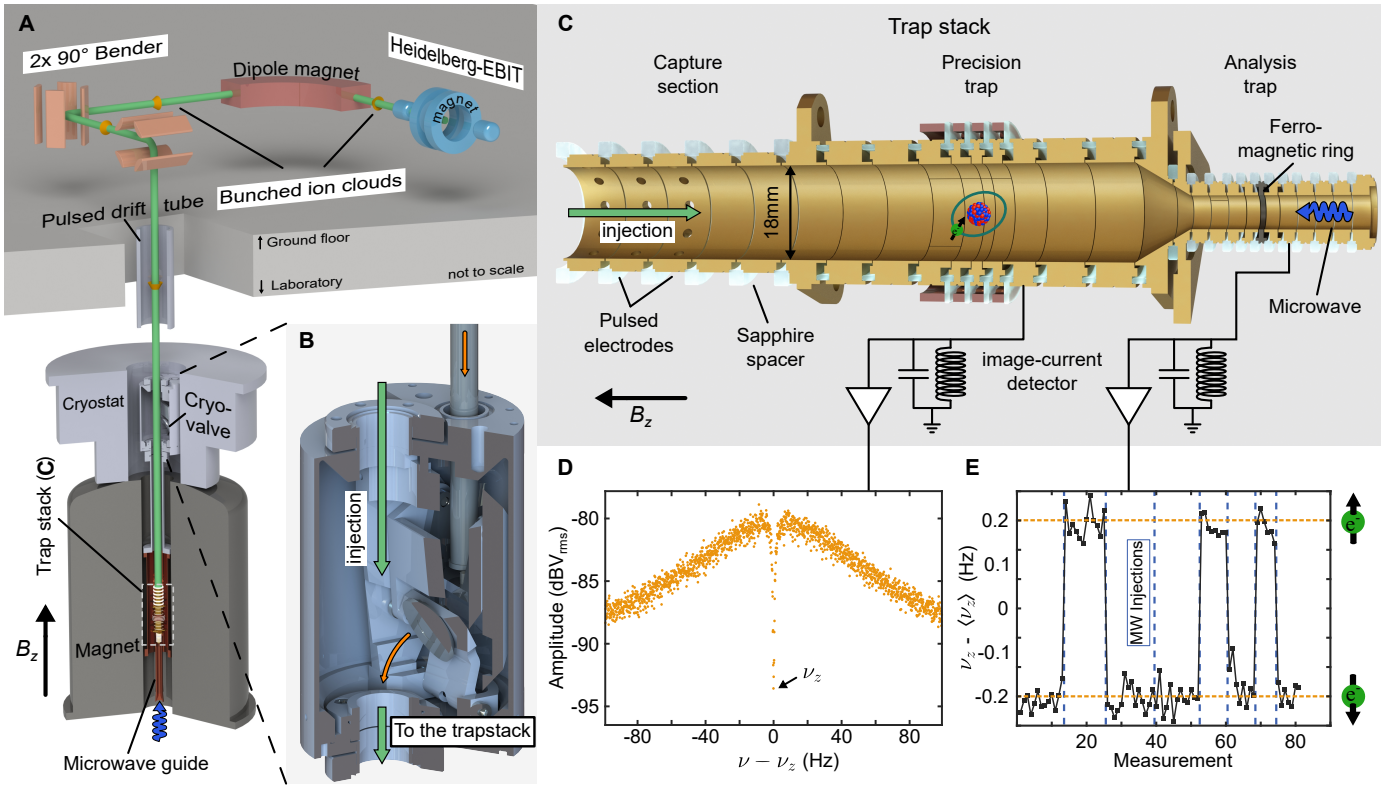 A
2x 90° Bender
Dipole magnet
Heidelberg-EBIT
magnet
Bunched ion clouds
Pulsed drift tube
Ground floor
Laboratory
not to scale
Cryostat
Cryo-
valve
Trap stack (C)
B_z
Magnet
Microwave guide
B
injection
To the trapstack
C
Trap stack
Capture
section
Precision
trap
Analysis
trap
Ferro-
magnetic ring
injection
18mm
Microwave
Pulsed
electrodes
Sapphire
spacer
image-current
detector
B_z
D
Amplitude (dBV_rms)
-80
-85
-90
-95
ν_z
-80
-40
0
40
80
ν − ν_z (Hz)
E
ν_z - ⟨ν_z⟩ (Hz)
0.2
0.1
0
-0.1
-0.2
MW Injections
e⁻
e⁻
20
40
60
80
Measurement